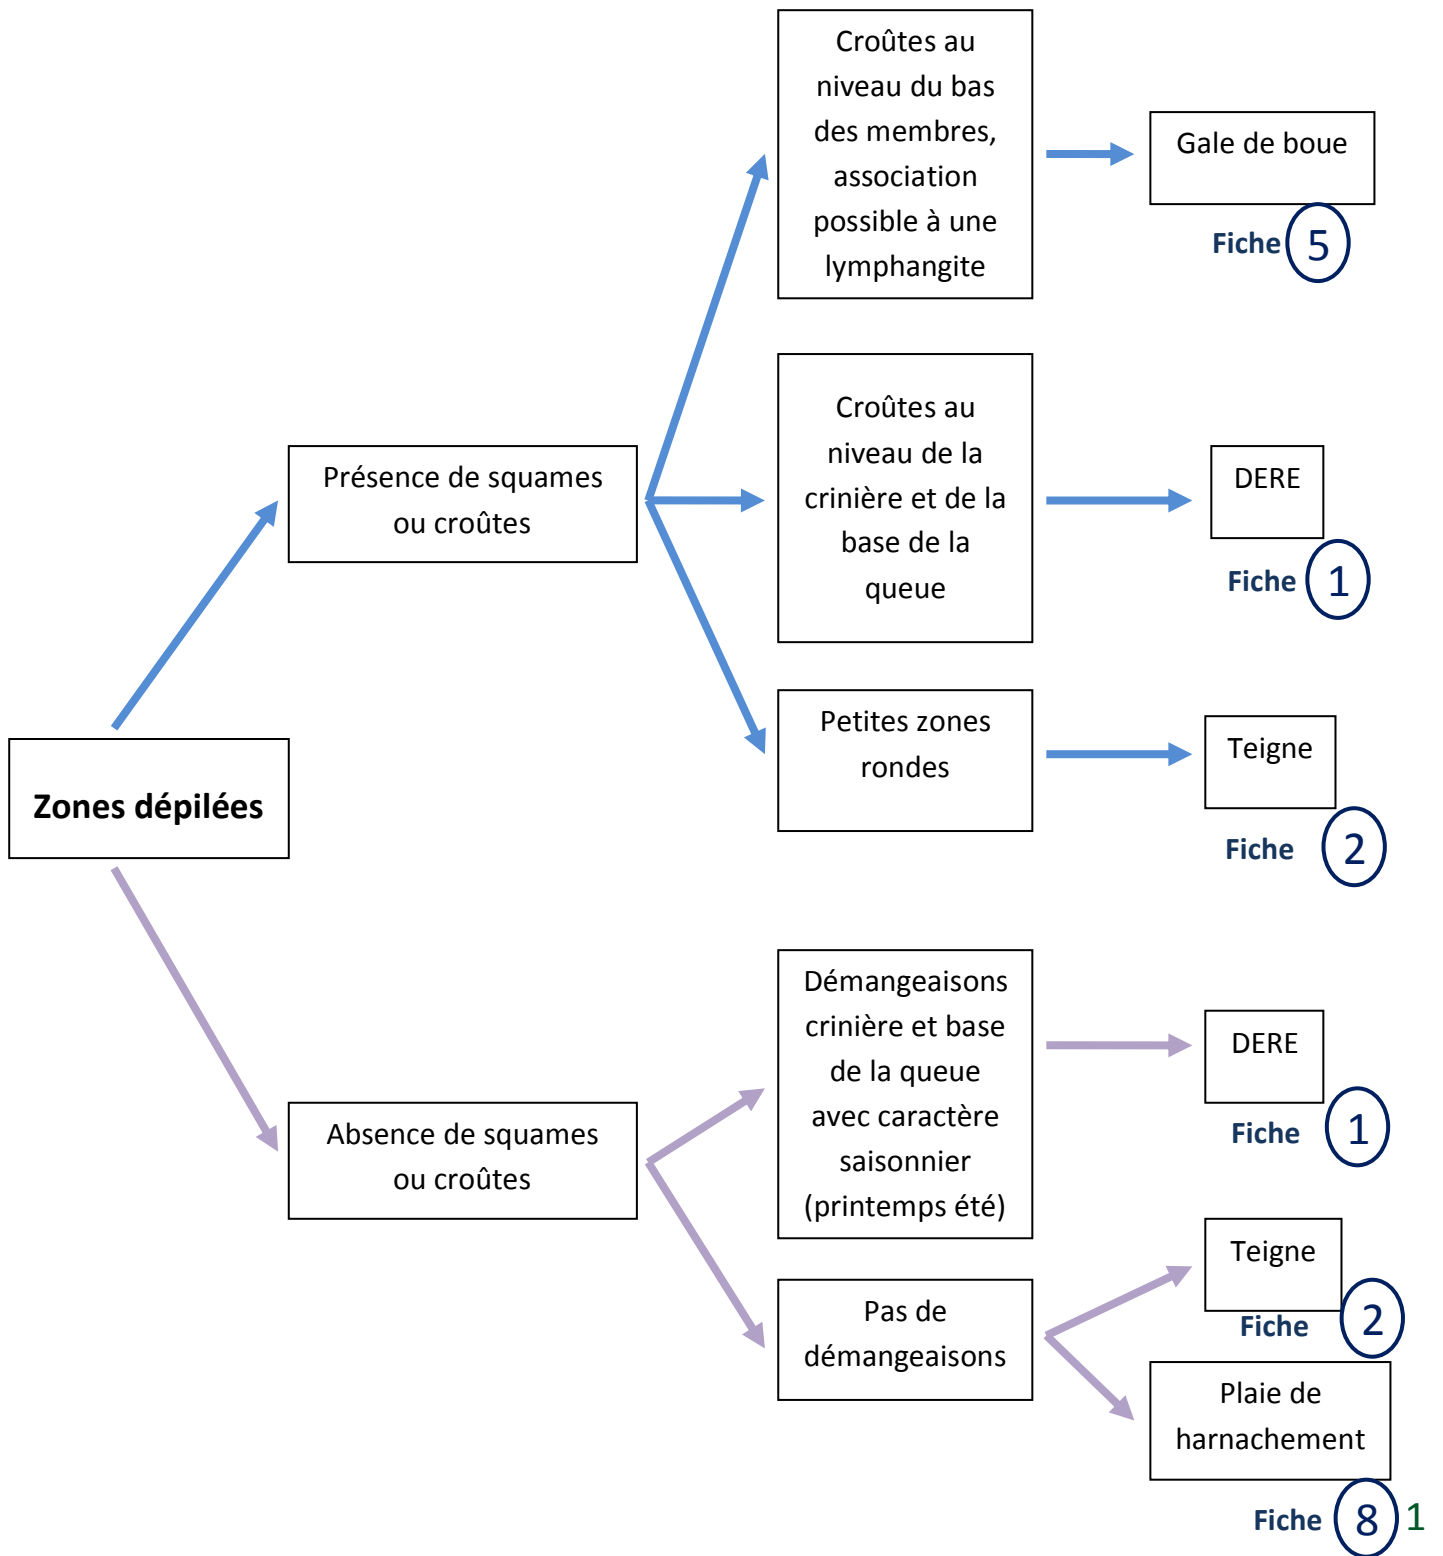 Croûtes au
niveau du bas
des membres,
association
possible à une
lymphangite
Gale de boue
Fiche 5
Croûtes au
niveau de la
crinière et de la
base de la
queue
DERE
Fiche 1
Présence de squames
ou croûtes
Petites zones
rondes
Teigne
Fiche 2
Zones dépilées
Démangeaisons
crinière et base
de la queue
avec caractère
saisonnier
(printemps été)
DERE
Fiche 1
Absence de squames
ou croûtes
Pas de
démangeaisons
Teigne
Fiche 2
Plaie de
harnachement
Fiche 8
1